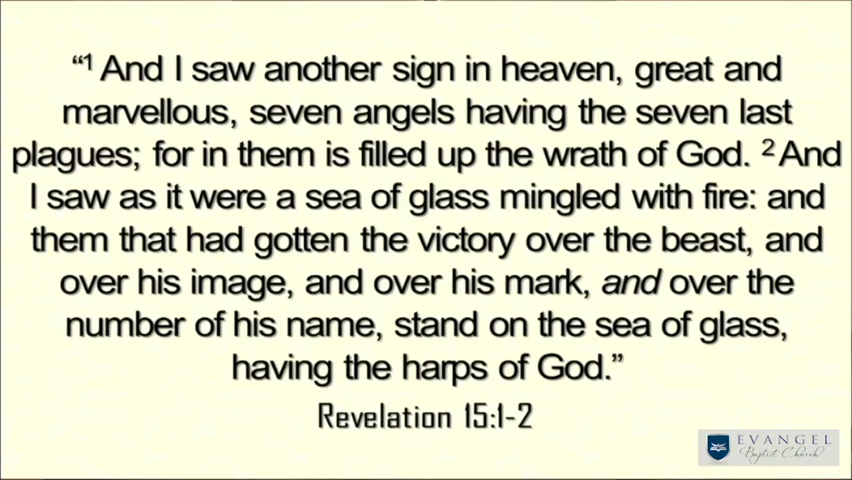 “¹ And I saw another sign in heaven, great and
marvellous, seven angels having the seven last
plagues; for in them is filled up the wrath of God. ² And
I saw as it were a sea of glass mingled with fire: and
them that had gotten the victory over the beast, and
over his image, and over his mark, and over the
number of his name, stand on the sea of glass,
having the harps of God.”
Revelation 15:1-2
EVANGEL
Baptist Church